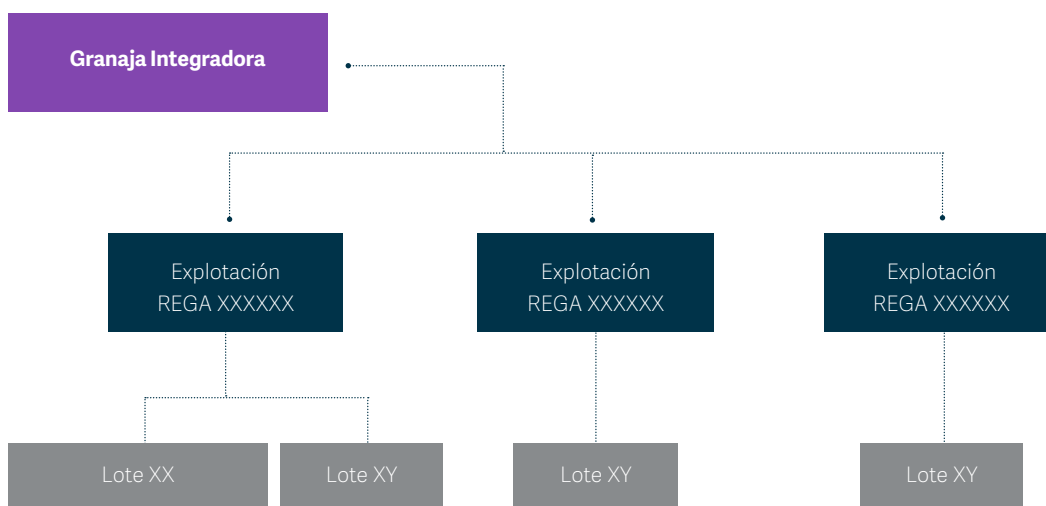 Granaja Integradora
Explotación
REGA XXXXXX
Explotación
REGA XXXXXX
Explotación
REGA XXXXXX
Lote XX
Lote XY
Lote XY
Lote XY